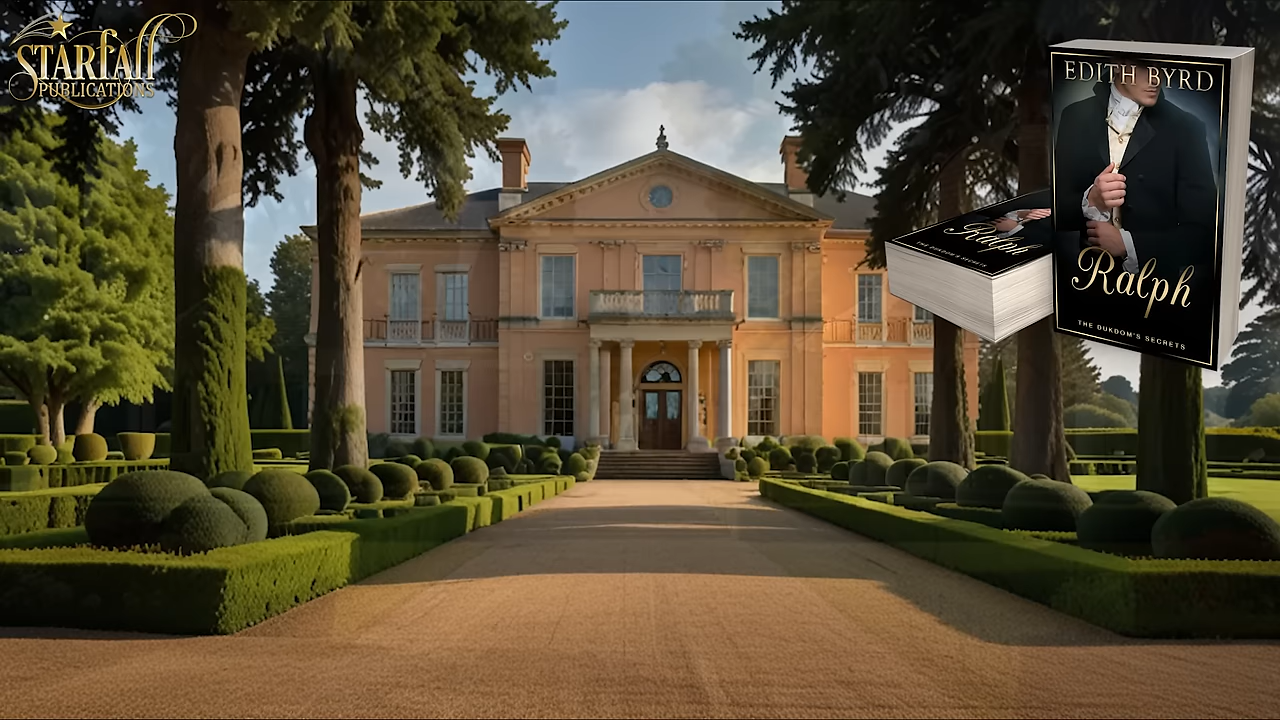 STARfall
PUBLICATIONS
EDITH BYRD
Ralph
THE DUKDOM'S SECRETS
Ralph
THE DUKDOM'S SECRETS